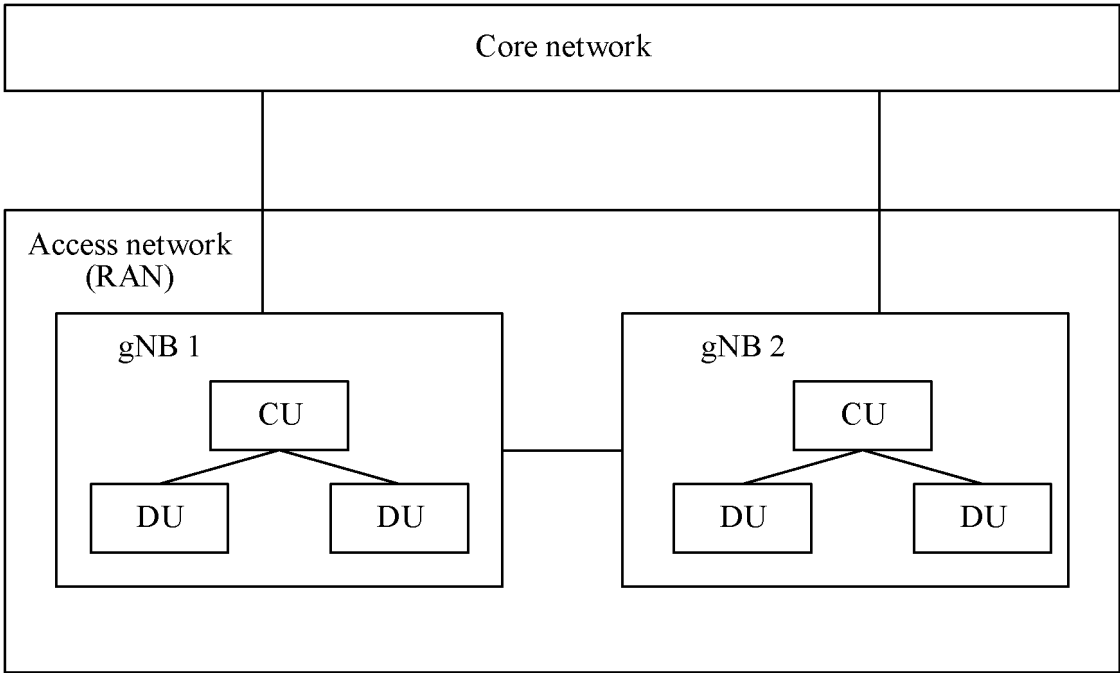 Core network
Access network
(RAN)
gNB 1
CU
DU
DU
gNB 2
CU
DU
DU